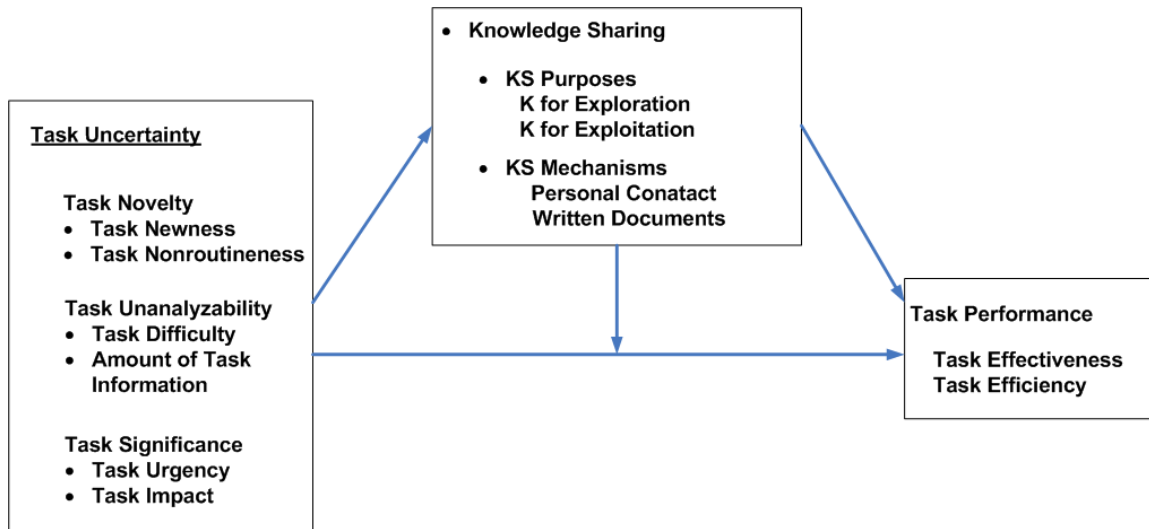 Task Uncertainty
Task Novelty
• Task Newness
• Task Nonroutineness
Task Unanalyzability
• Task Difficulty
• Amount of Task
Information
Task Significance
• Task Urgency
• Task Impact
• Knowledge Sharing
• KS Purposes
K for Exploration
K for Exploitation
• KS Mechanisms
Personal Conatact
Written Documents
Task Performance
Task Effectiveness
Task Efficiency